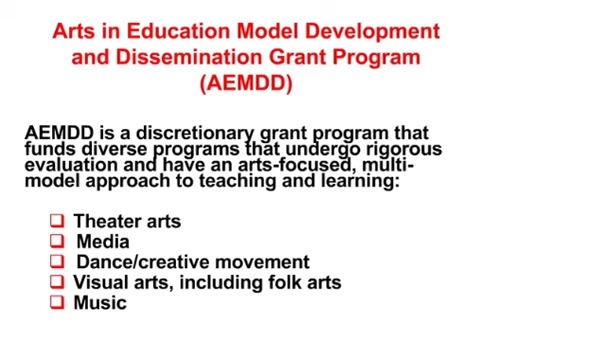 Arts in Education Model Development
and Dissemination Grant Program
(AEMDD)
AEMDD is a discretionary grant program that
funds diverse programs that undergo rigorous
evaluation and have an arts-focused, multi-
model approach to teaching and learning:
❑ Theater arts
❑ Media
❑ Dance/creative movement
❑ Visual arts, including folk arts
❑ Music